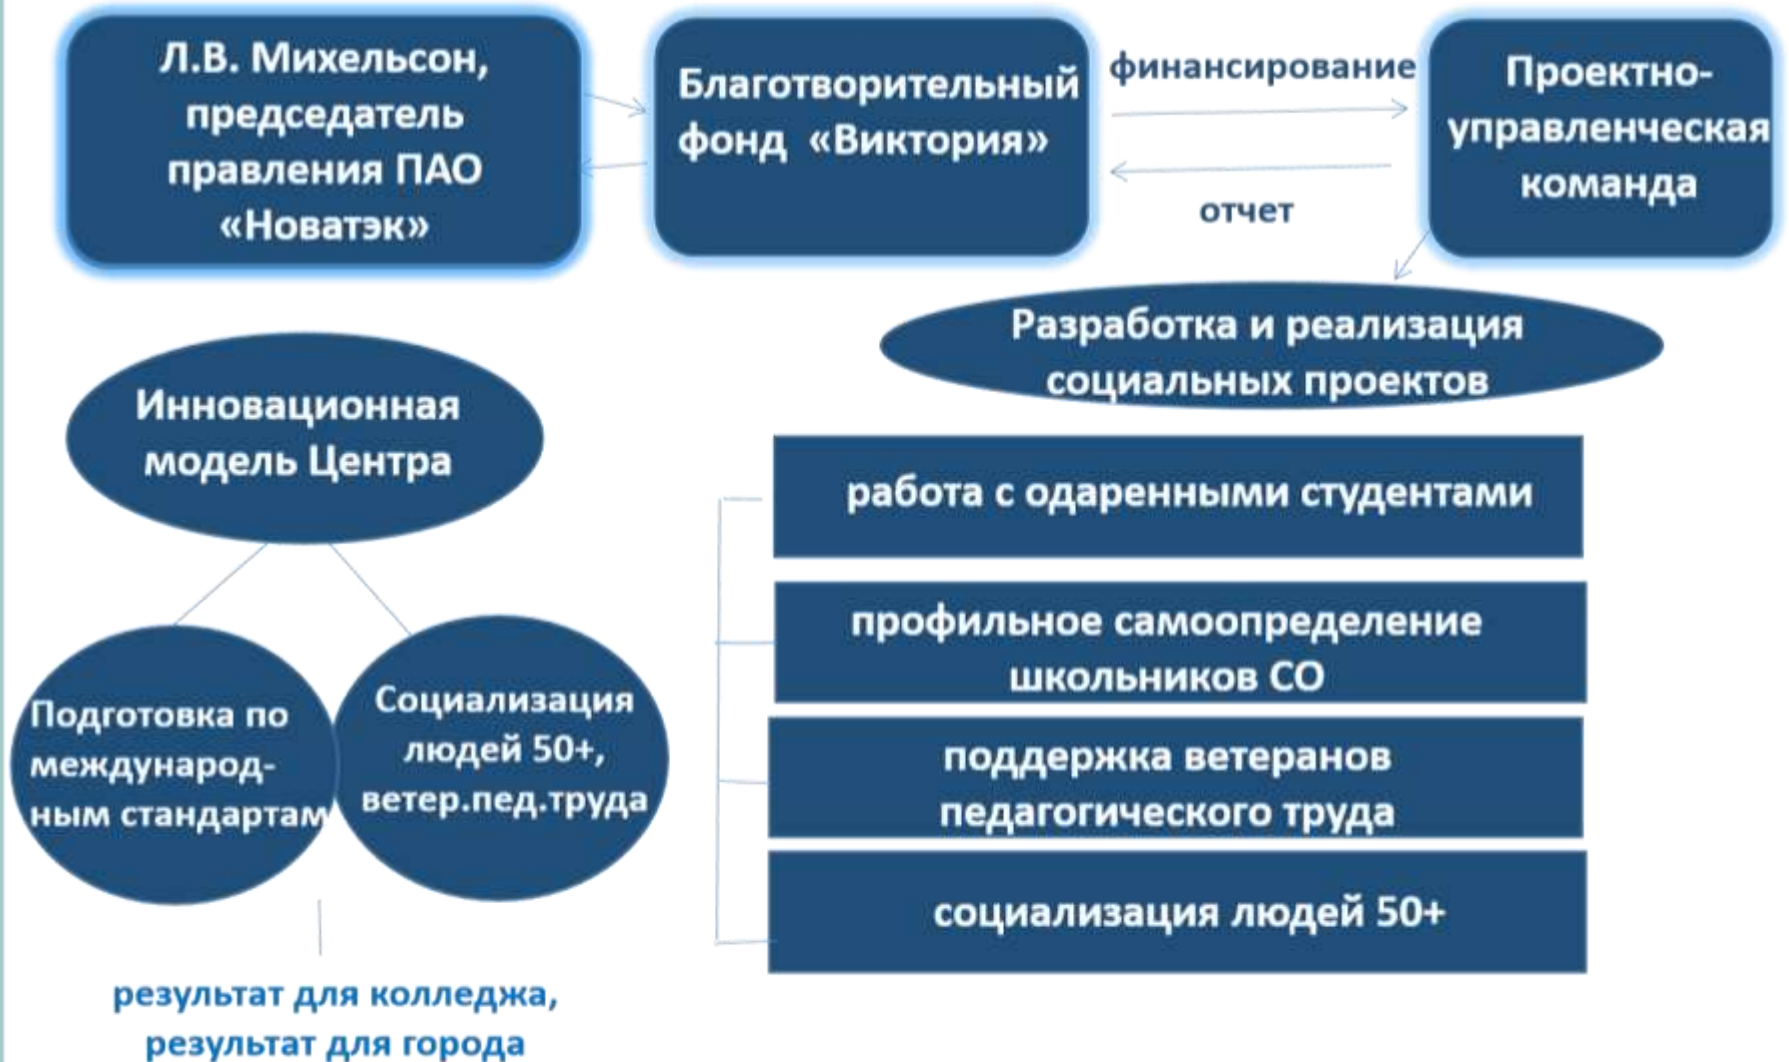 Л.В. Михельсон,
председатель
правления ПАО
«Новатэк»
Благотворительный
фонд «Виктория»
финансирование
отчет
Проектно-
управленческая
команда
Разработка и реализация
социальных проектов
Инновационная
модель Центра
Подготовка по
международ-
ным стандартам
Социализация
людей 50+,
ветер.пед.труда
результат для колледжа,
результат для города
работа с одаренными студентами
профильное самоопределение
школьников СО
поддержка ветеранов
педагогического труда
социализация людей 50+